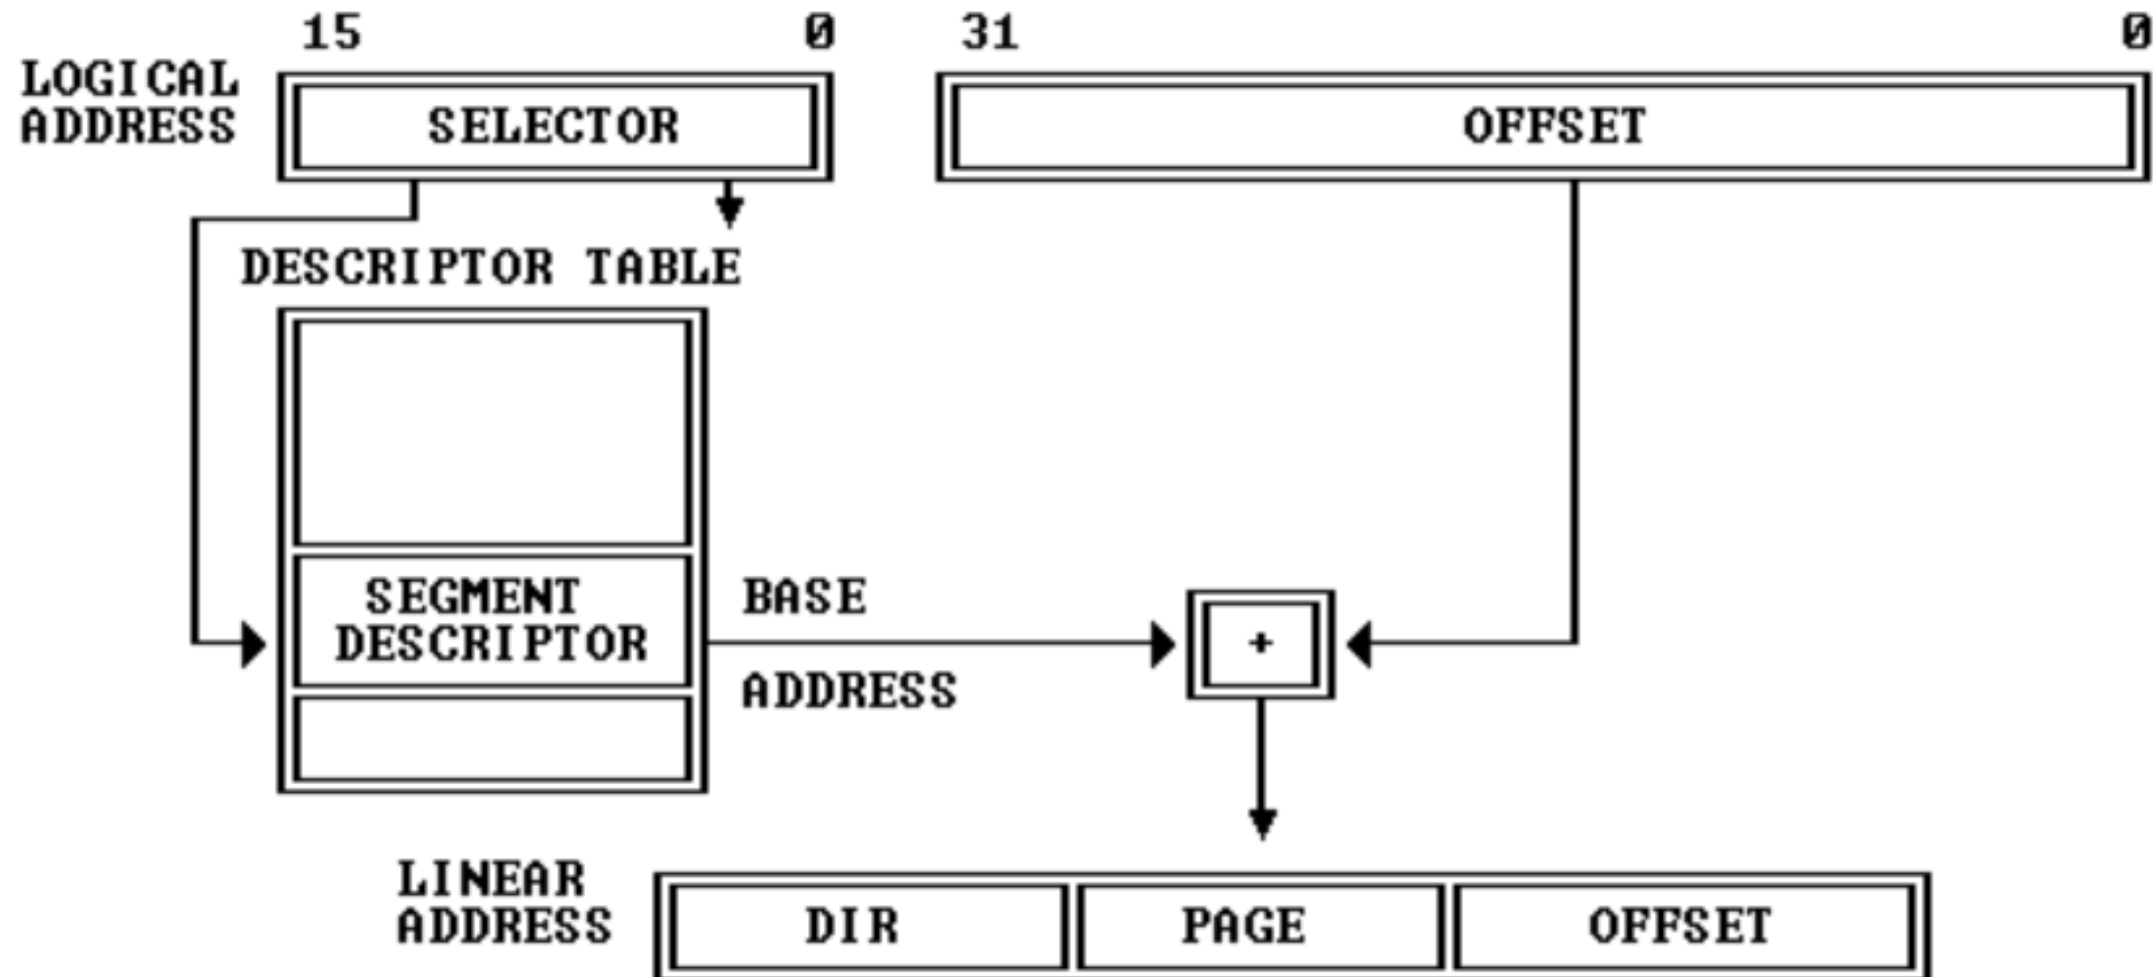 15 0 31 0
LOGICAL
ADDRESS
SELECTOR
OFFSET
DESCRIPTOR TABLE
SEGMENT
DESCRIPTOR
BASE
ADDRESS
+
LINEAR
ADDRESS
DIR
PAGE
OFFSET